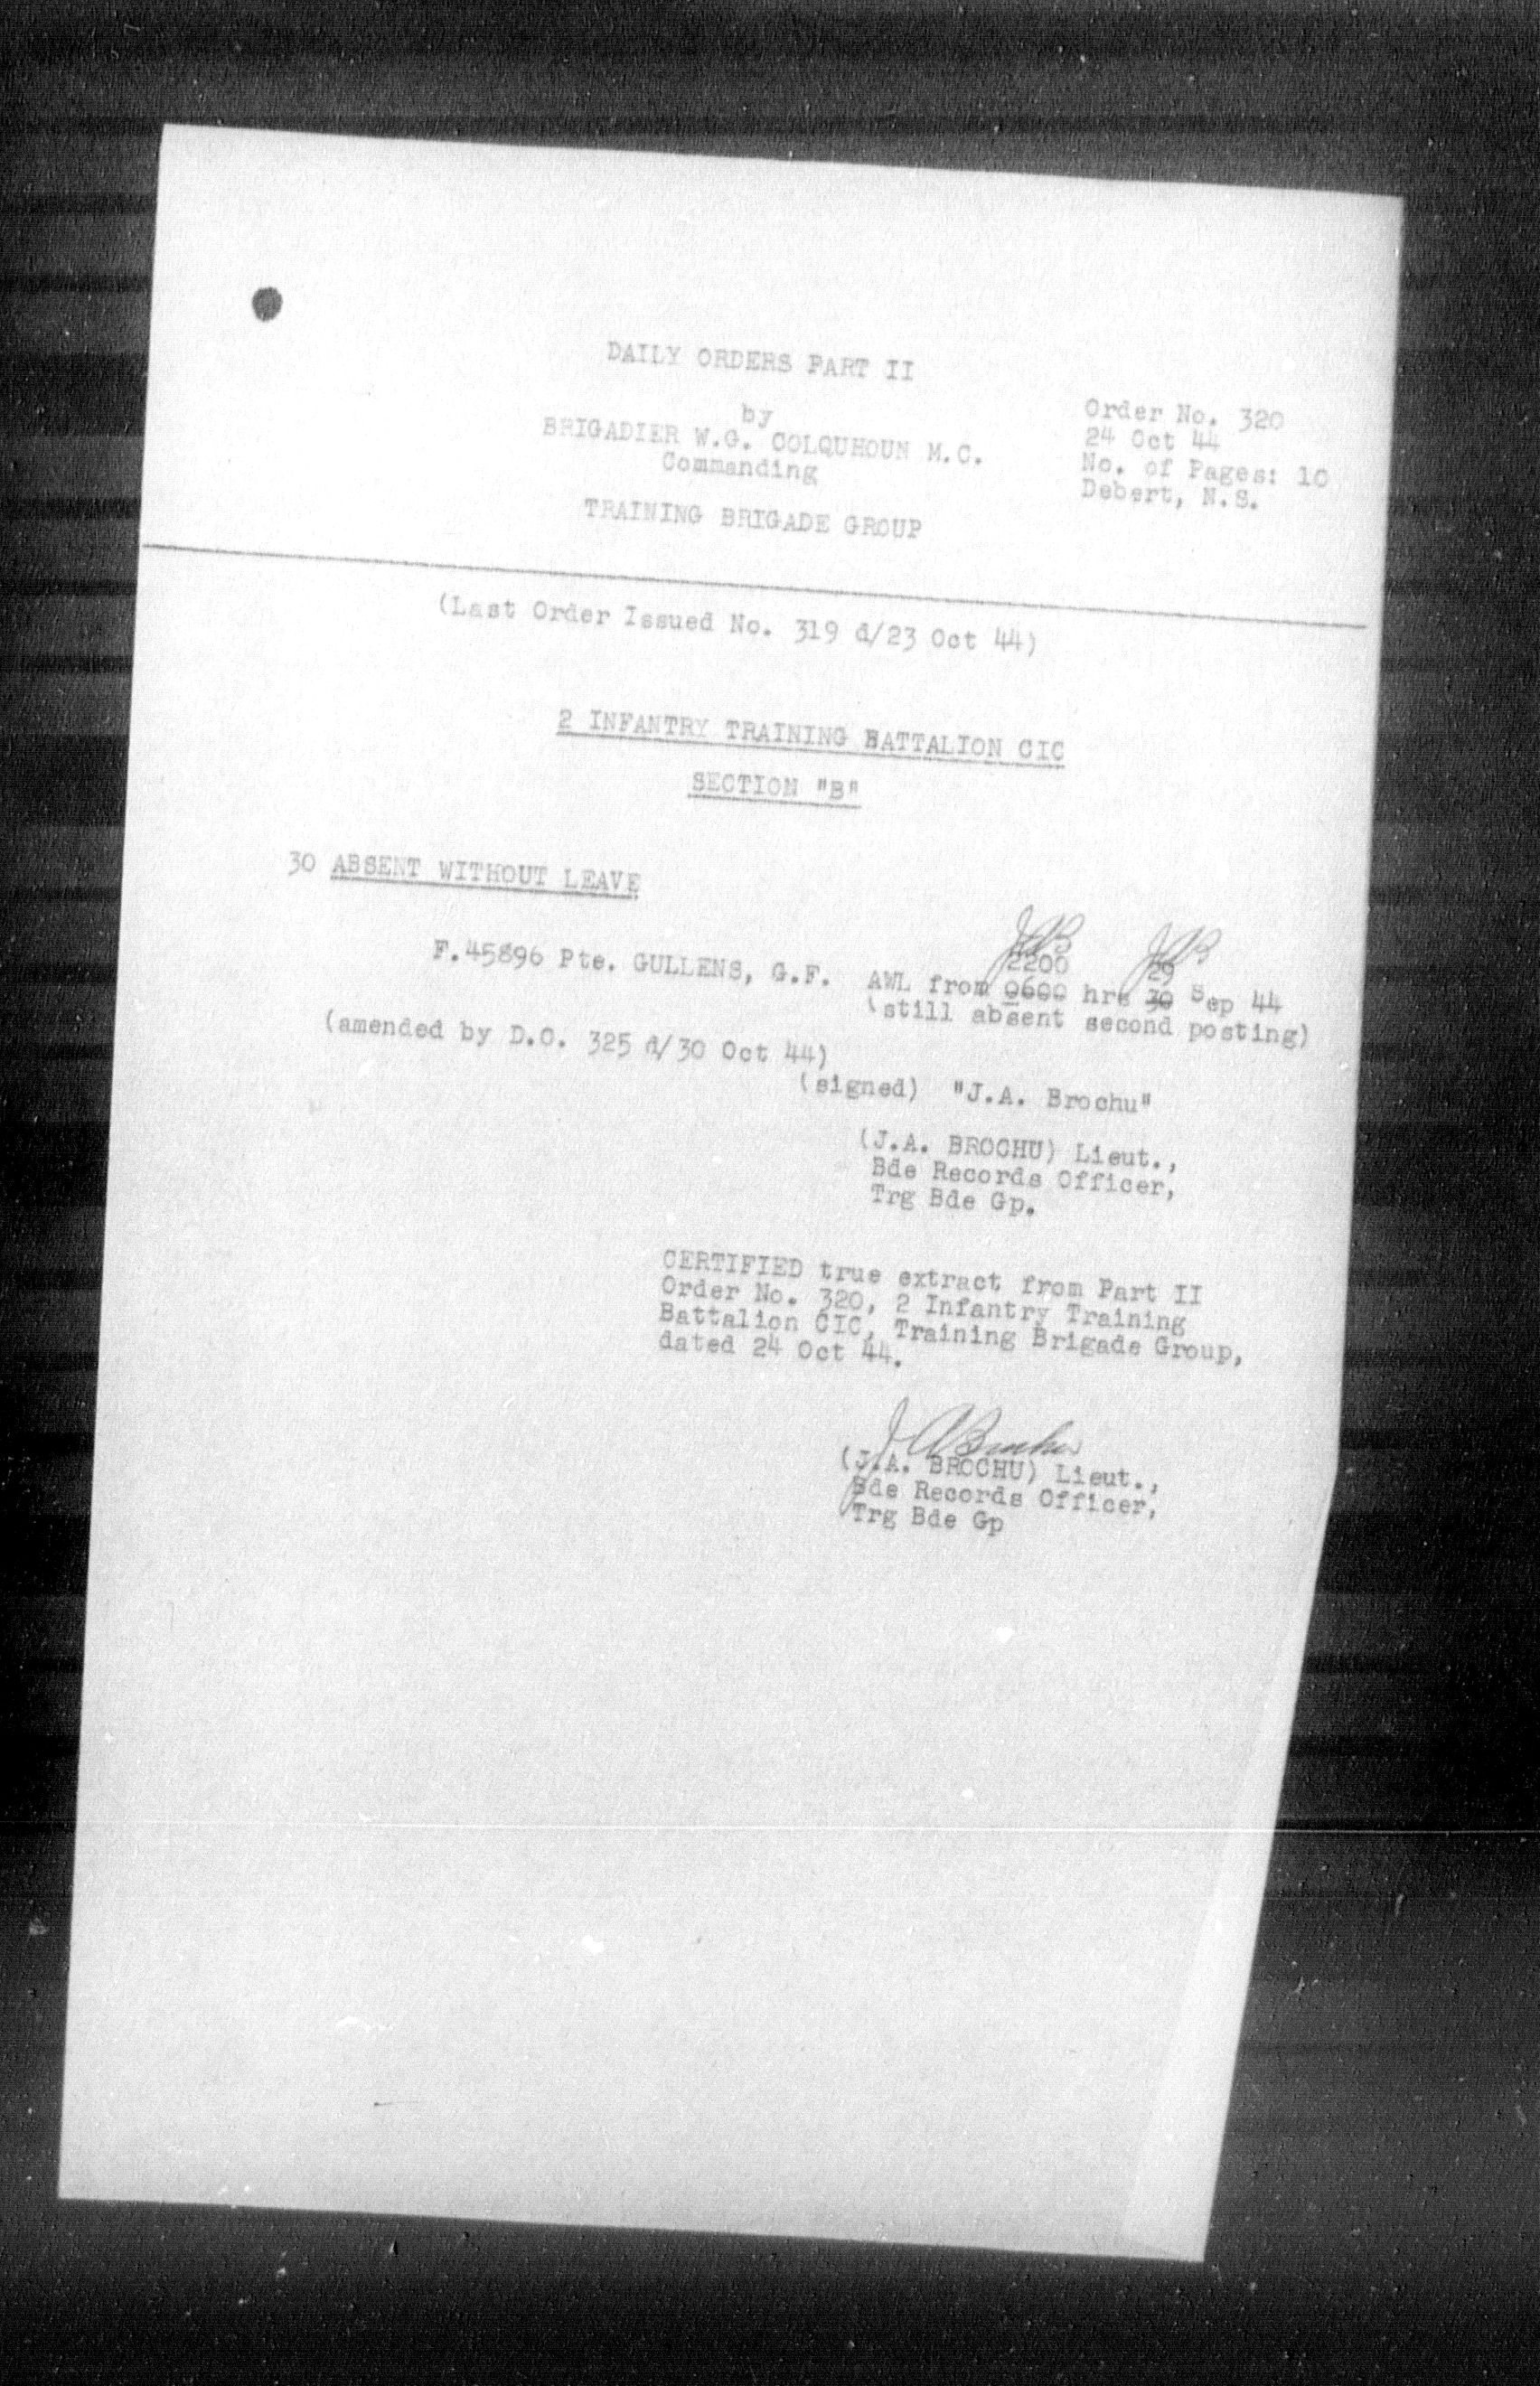 DAILY ORDERS PART II
by
BRIGADIER W.G. COLQUHOUN M.C.
Commanding
TRAINING BRIGADE GROUP
Order No. 320
24 Oct 44
No. of Pages: 10
Debert, N.S.
(Last Order Issued No. 319 d/23 Oct 44)
2 INFANTRY TRAINING BATTALION CIC
SECTION "B"
30 ABSENT WITHOUT LEAVE
JAB JAB
2200 29
F.45896 Pte. GULLENS, G.F. AWL from 0600 hrs 30 Sep 44
(still absent second posting)
(amended by D.O. 325 d/30 Oct 44)
(signed) "J.A. Brochu"
(J.A. BROCHU) Lieut.,
Bde Records Officer,
Trg Bde Gp.
CERTIFIED true extract from Part II
Order No. 320, 2 Infantry Training
Battalion CIC, Training Brigade Group,
dated 24 Oct 44.
J A Brochu
(J.A. BROCHU) Lieut.,
Bde Records Officer,
Trg Bde Gp